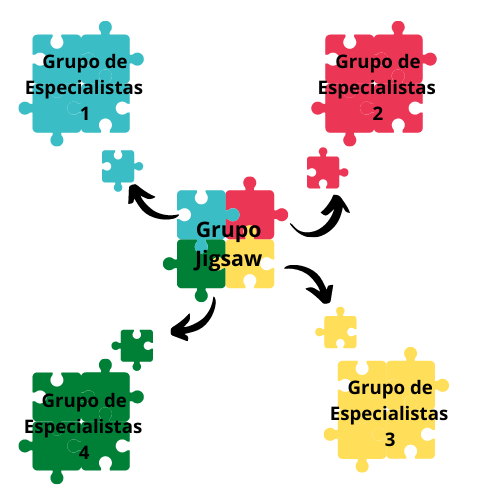 Grupo de
Especialistas
1
Grupo de
Especialistas
2
Grupo
Jigsaw
Grupo de
Especialistas
4
Grupo de
Especialistas
3